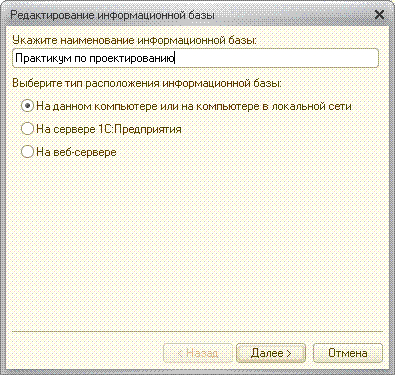 Редактирование информационной базы
Укажите наименование информационной базы:
Практикум по проектированию
Выберите тип расположения информационной базы:
На данном компьютере или на компьютере в локальной сети
На сервере 1С:Предприятия
На веб-сервере
< Назад Далее > Отмена